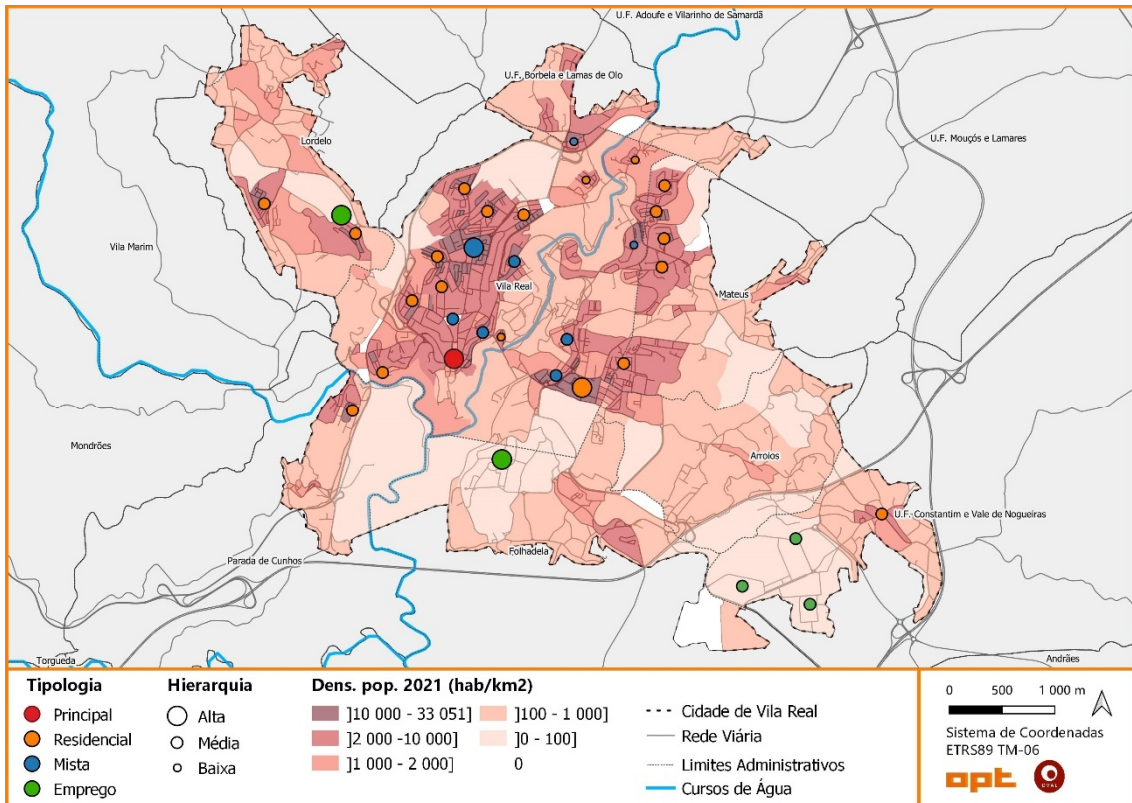 U.F. Adoufe e Vilarinho de Samardã
U.F. Borbela e Lamas de Olo
U.F. Mouçós e Lamares
Lordelo
Vila Marim
Vila Real
Mateus
Mondrões
Arroios
U.F. Constantim e Vale de Nogueiras
Folhadela
Parada de Cunhos
Torgueda
Andrães
Tipologia
Principal
Residencial
Mista
Emprego
Hierarquia
Alta
Média
Baixa
Dens. pop. 2021 (hab/km2)
]10 000 - 33 051]
]2 000 -10 000]
]1 000 - 2 000]
]100 - 1 000]
]0 - 100]
0
Cidade de Vila Real
Rede Viária
Limites Administrativos
Cursos de Água
0 500 1 000 m
Sistema de Coordenadas
ETRS89 TM-06
opt